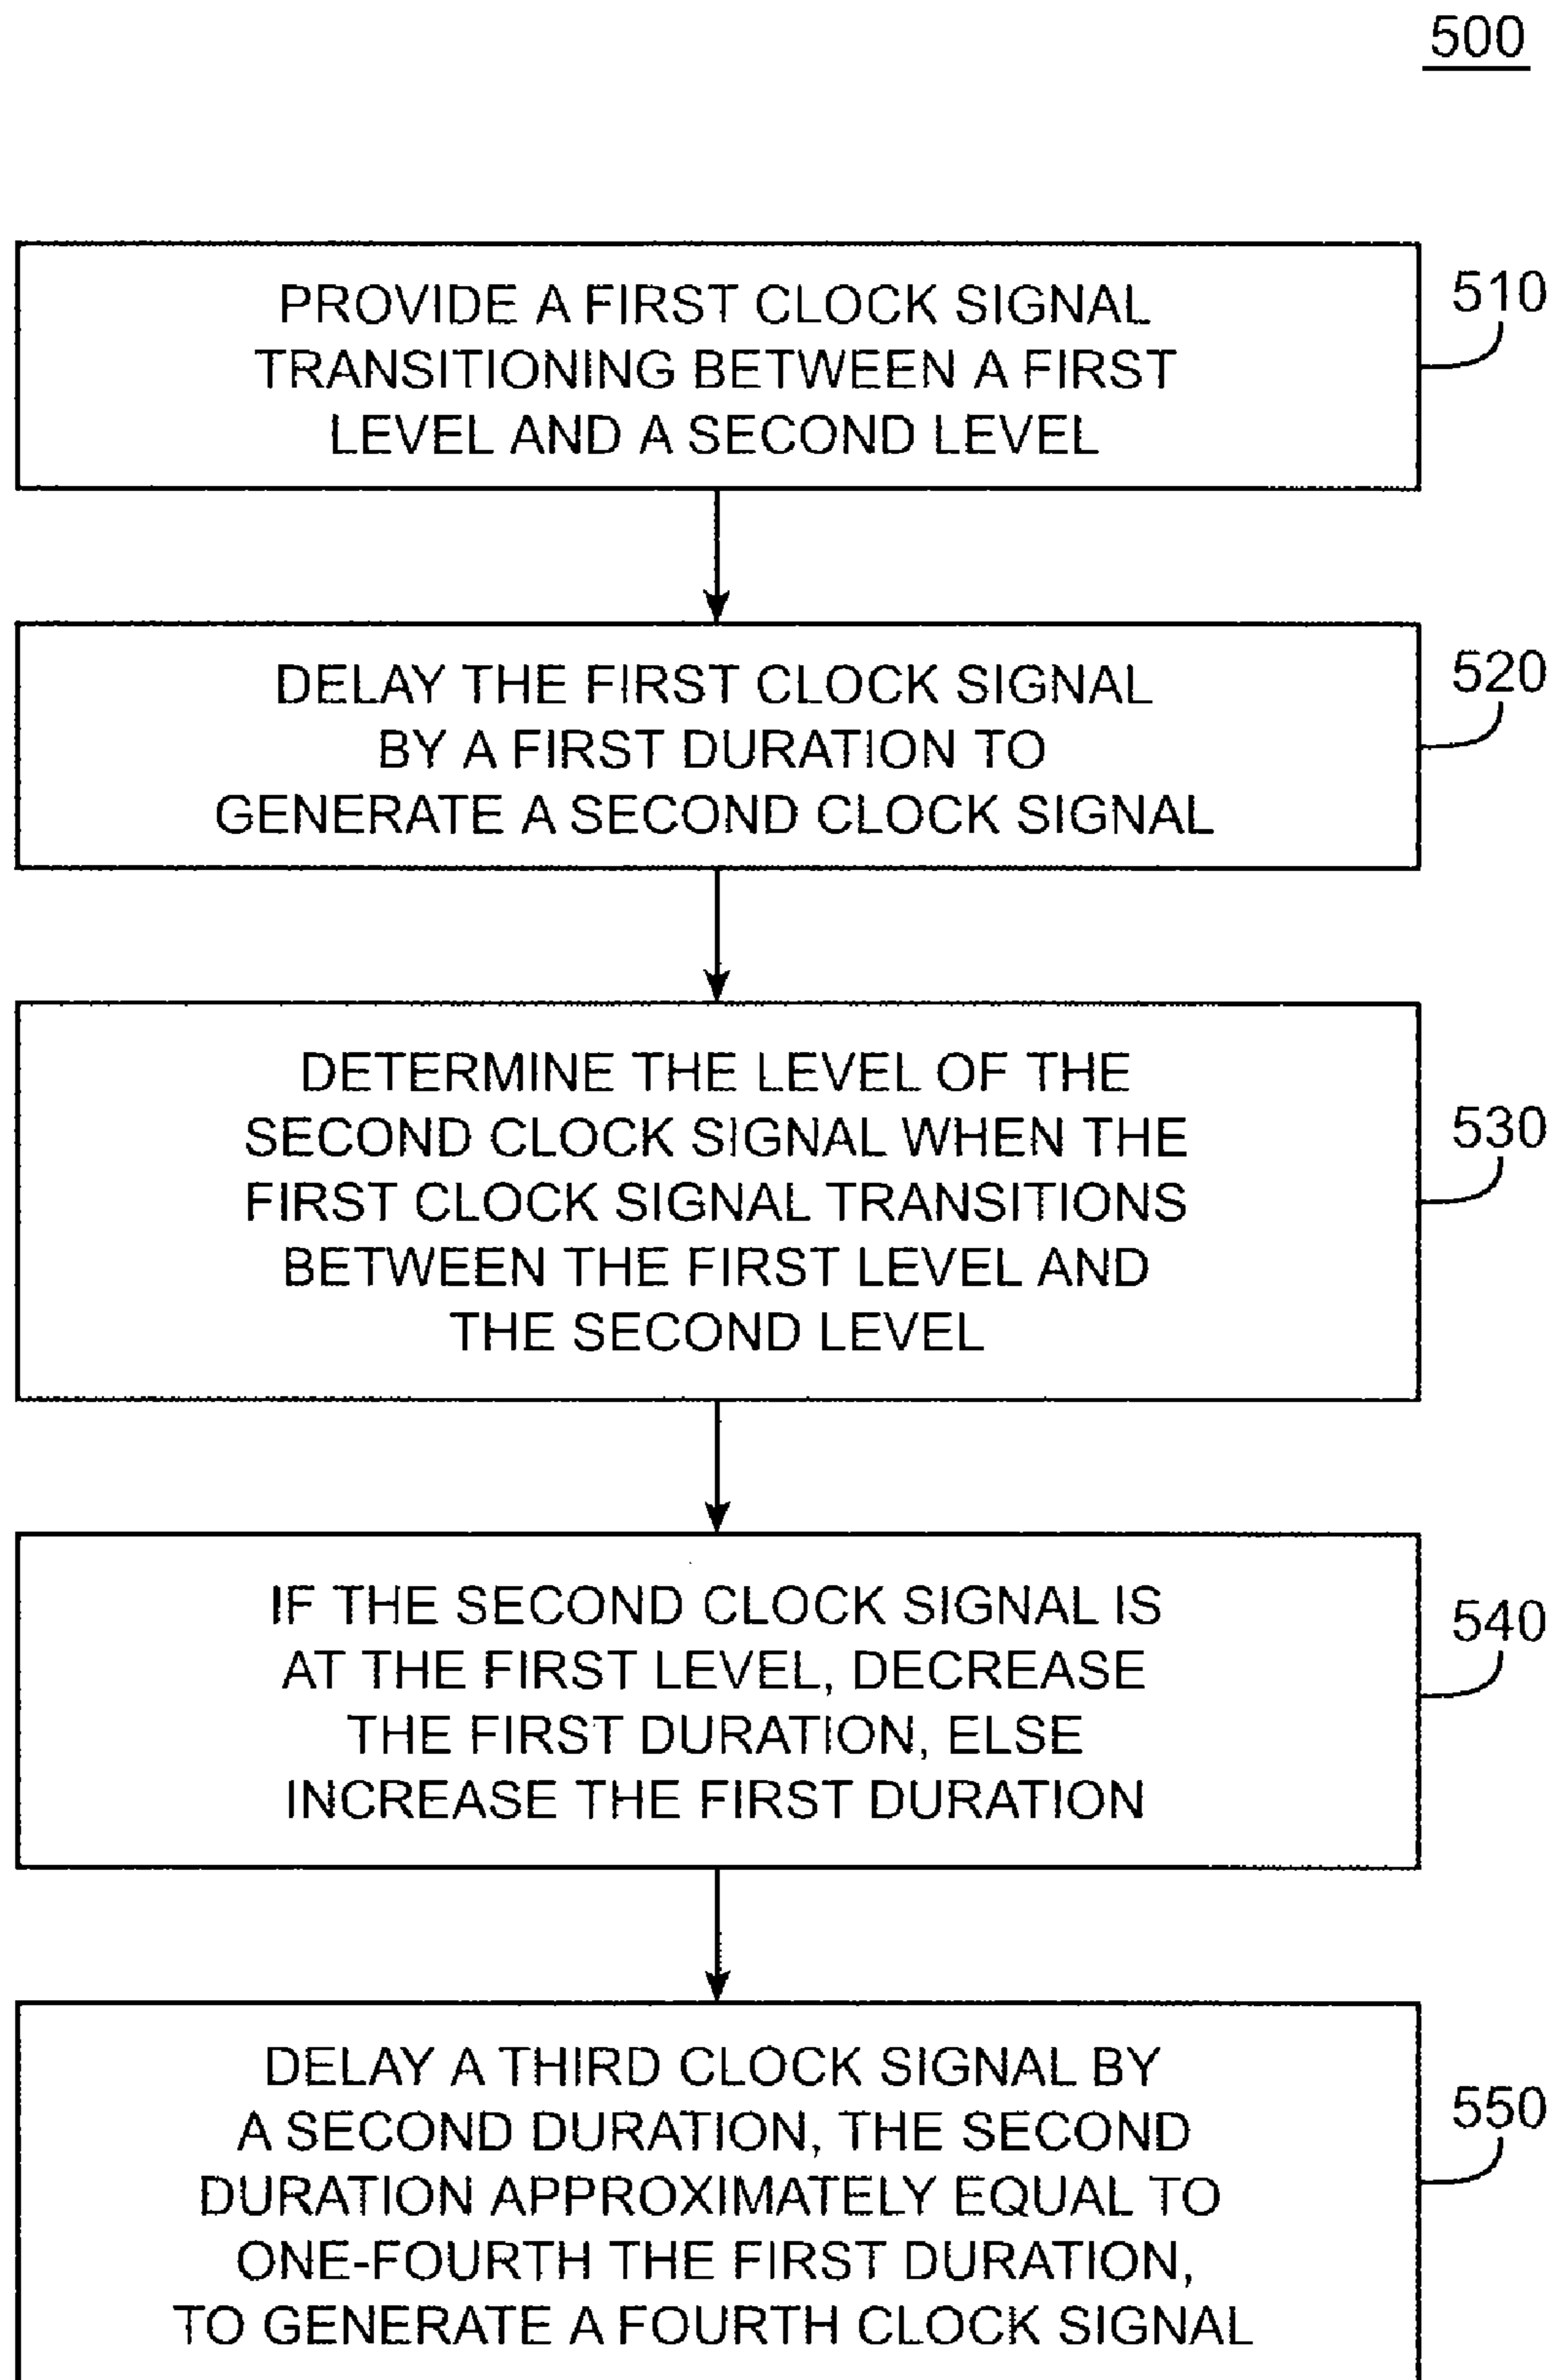 500
PROVIDE A FIRST CLOCK SIGNAL
TRANSITIONING BETWEEN A FIRST
LEVEL AND A SECOND LEVEL
510
DELAY THE FIRST CLOCK SIGNAL
BY A FIRST DURATION TO
GENERATE A SECOND CLOCK SIGNAL
520
DETERMINE THE LEVEL OF THE
SECOND CLOCK SIGNAL WHEN THE
FIRST CLOCK SIGNAL TRANSITIONS
BETWEEN THE FIRST LEVEL AND
THE SECOND LEVEL
530
IF THE SECOND CLOCK SIGNAL IS
AT THE FIRST LEVEL, DECREASE
THE FIRST DURATION, ELSE
INCREASE THE FIRST DURATION
540
DELAY A THIRD CLOCK SIGNAL BY
A SECOND DURATION, THE SECOND
DURATION APPROXIMATELY EQUAL TO
ONE-FOURTH THE FIRST DURATION,
TO GENERATE A FOURTH CLOCK SIGNAL
550